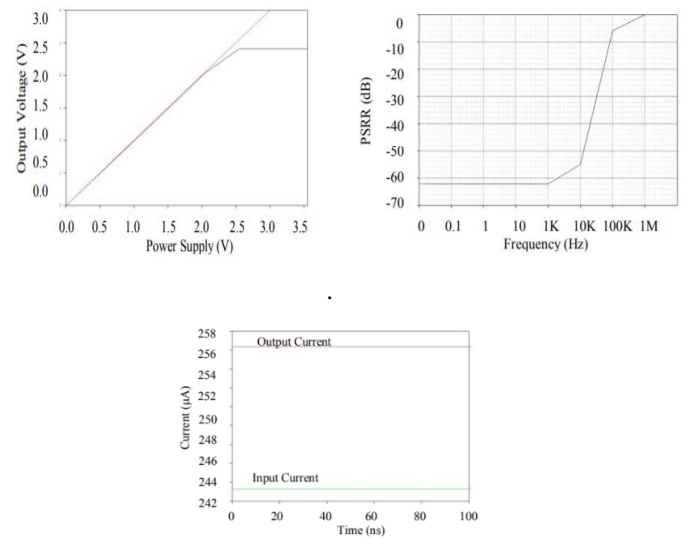 Output Voltage (V)
3.0
2.5
2.0
1.5
1.0
0.5
0.0
0.0 0.5 1.0 1.5 2.0 2.5 3.0 3.5
Power Supply (V)
PSRR (dB)
0
-10
-20
-30
-40
-50
-60
-70
0 0.1 1 10 1K 10K 100K 1M
Frequency (Hz)
.
Current (μA)
258
256
254
252
250
248
246
244
242
Output Current
Input Current
0 20 40 60 80 100
Time (ns)